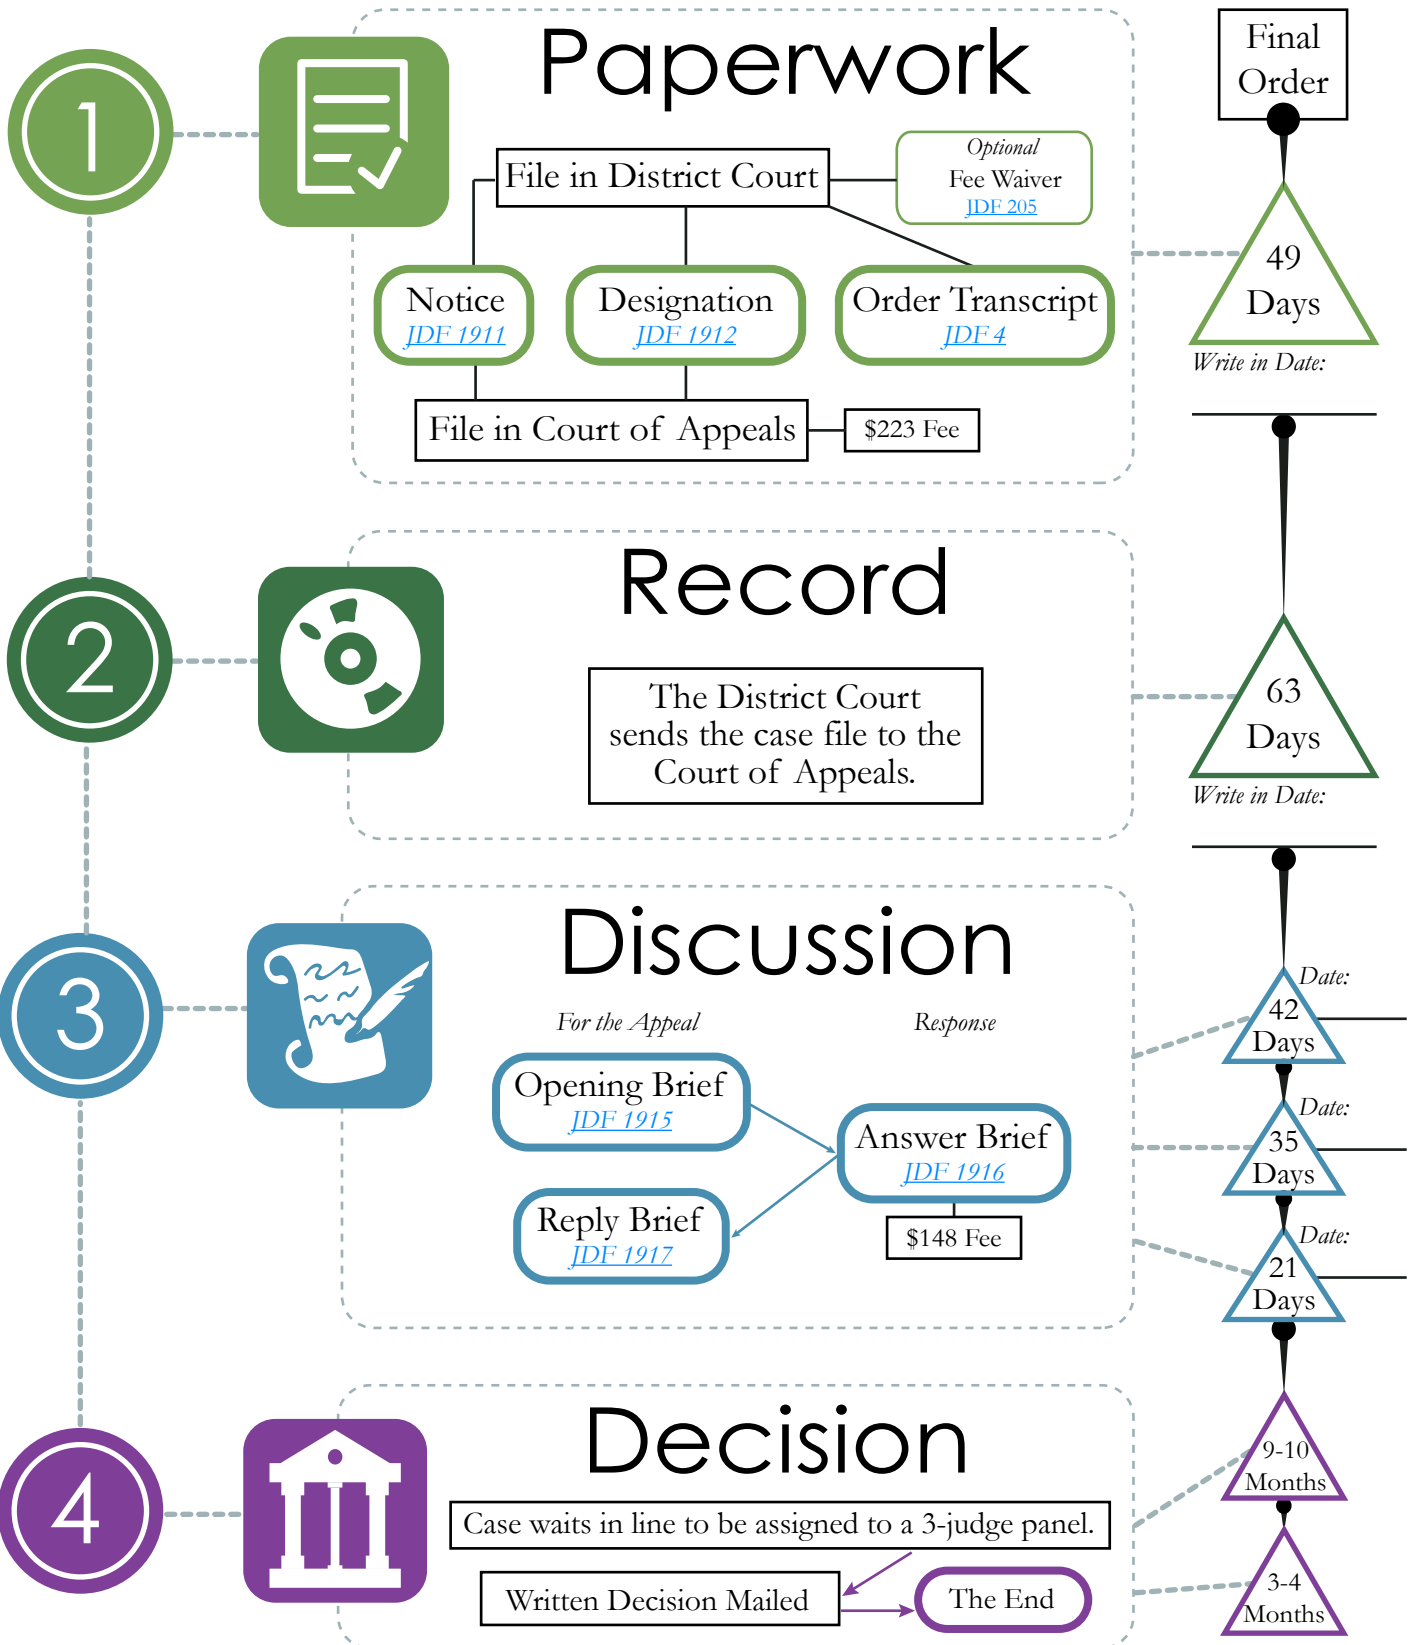 1
Paperwork
Final
Order
File in District Court
Optional
Fee Waiver
JDF 205
Notice
JDF 1911
Designation
JDF 1912
Order Transcript
JDF 4
49
Days
Write in Date:
File in Court of Appeals
$223 Fee
2
Record
The District Court
sends the case file to the
Court of Appeals.
63
Days
Write in Date:
3
Discussion
For the Appeal
Response
Opening Brief
JDF 1915
Answer Brief
JDF 1916
$148 Fee
Reply Brief
JDF 1917
Date:
42
Days
Date:
35
Days
Date:
21
Days
4
Decision
Case waits in line to be assigned to a 3-judge panel.
Written Decision Mailed
The End
9-10
Months
3-4
Months